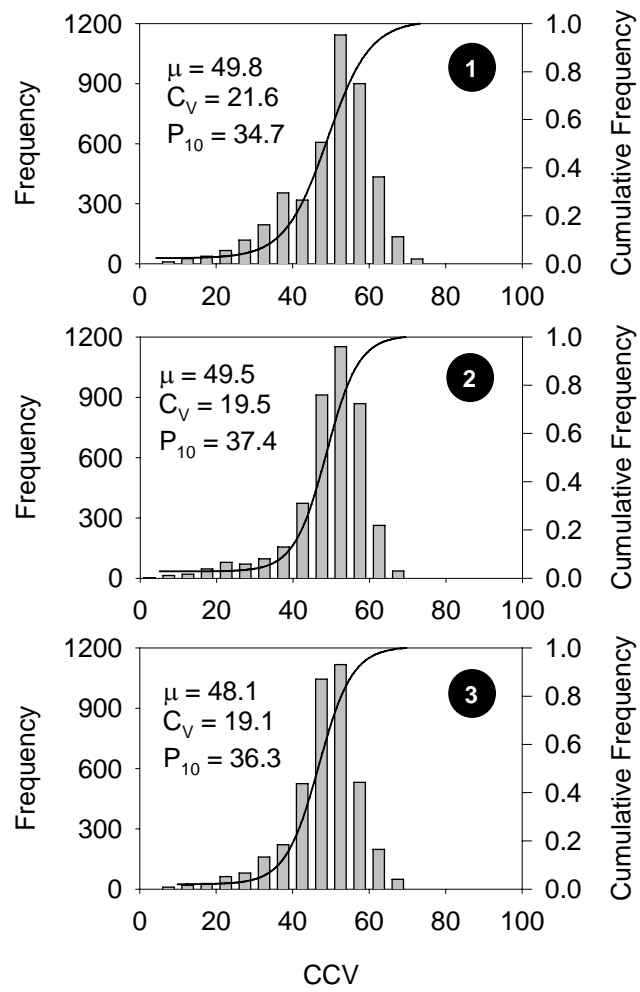 1200
900
600
300
0
Frequency
μ = 49.8
C_V = 21.6
P_10 = 34.7
1
1.0
0.8
0.6
0.4
0.2
0.0
Cumulative Frequency
0 20 40 60 80 100
1200
900
600
300
0
Frequency
μ = 49.5
C_V = 19.5
P_10 = 37.4
2
1.0
0.8
0.6
0.4
0.2
0.0
Cumulative Frequency
0 20 40 60 80 100
1200
900
600
300
0
Frequency
μ = 48.1
C_V = 19.1
P_10 = 36.3
3
1.0
0.8
0.6
0.4
0.2
0.0
Cumulative Frequency
0 20 40 60 80 100
CCV